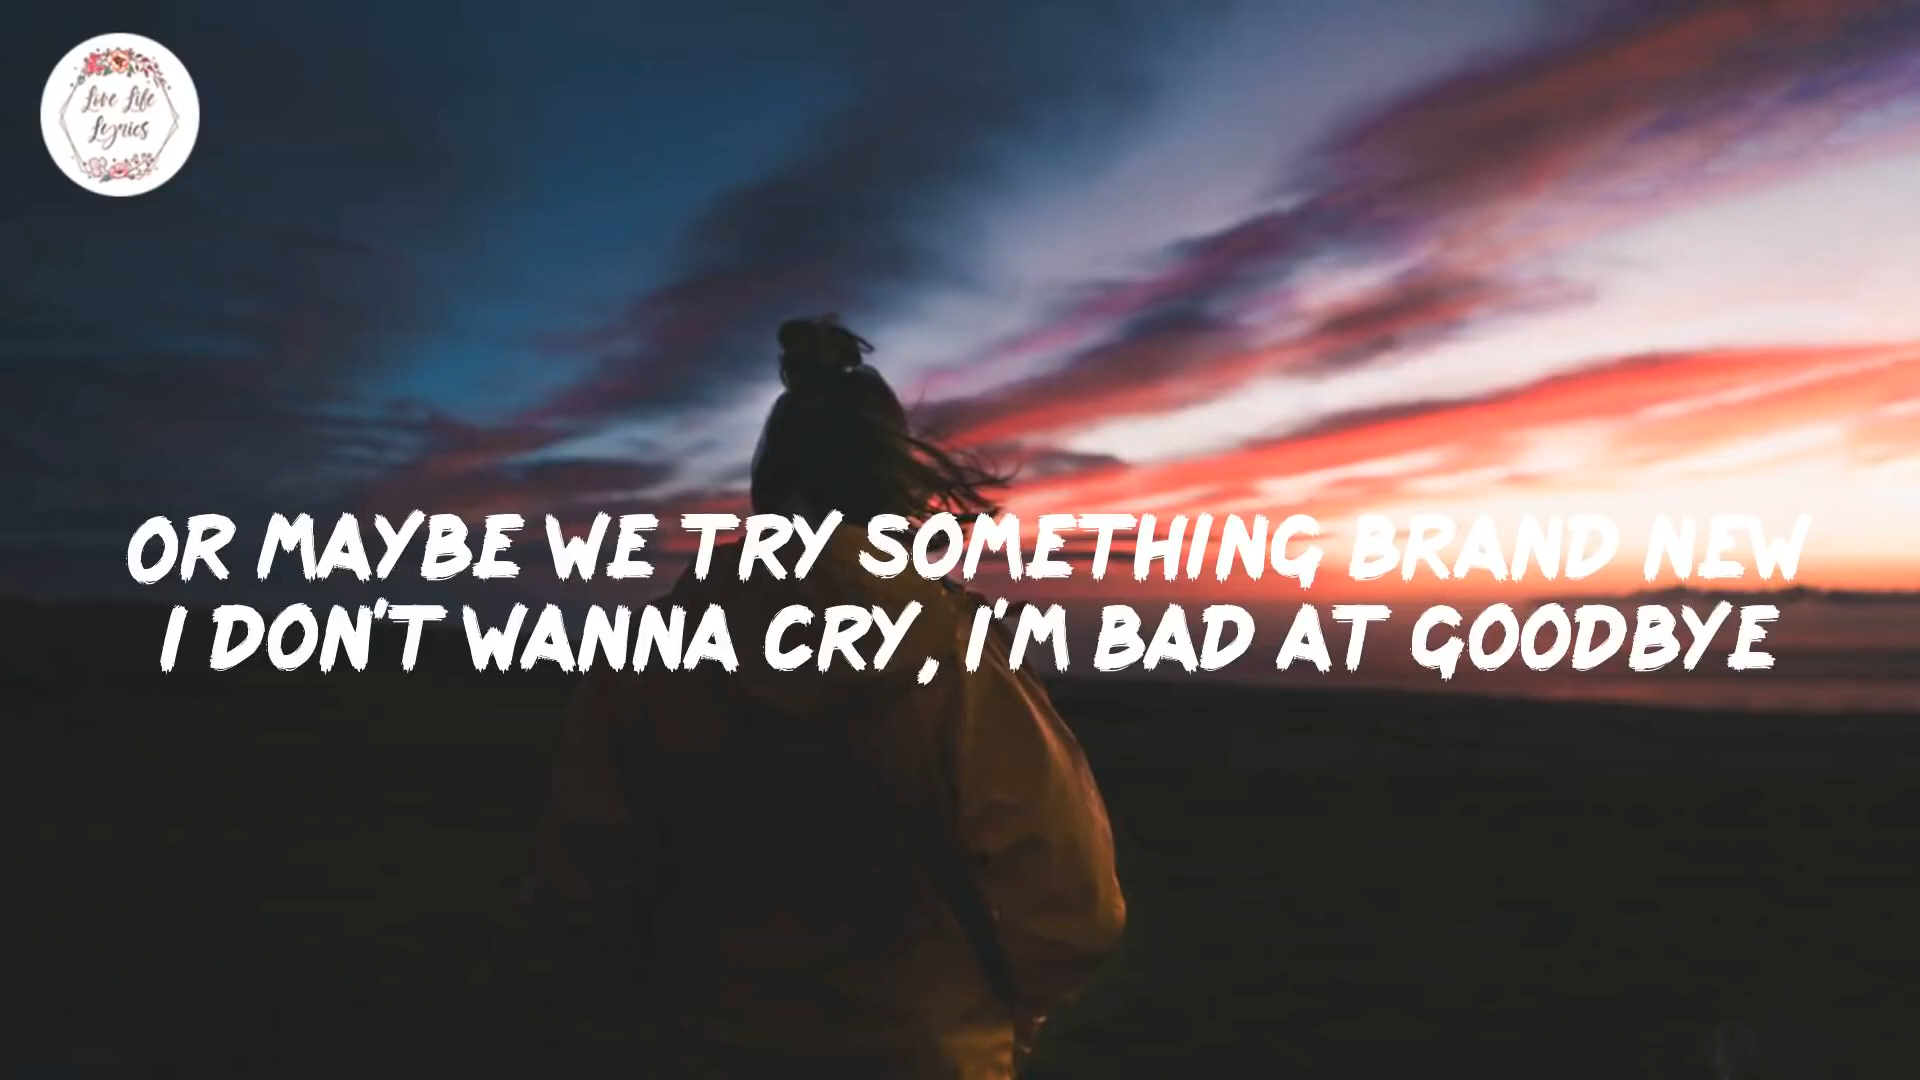 Love Life
Lyrics
OR MAYBE WE TRY SOMETHING BRAND NEW
I DON'T WANNA CRY, I'M BAD AT GOODBYE